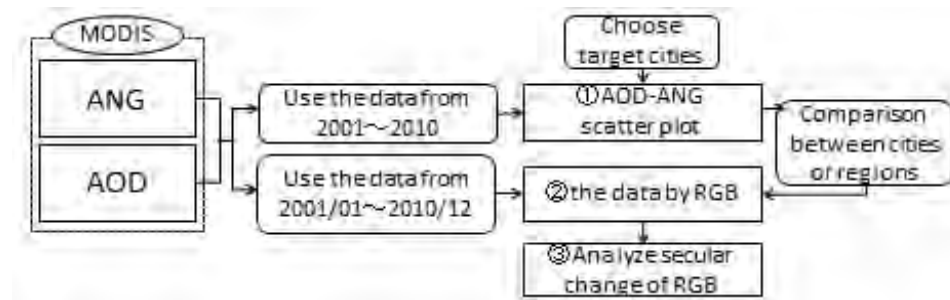 MODIS
ANG
AOD
Use the data from
2001～2010
Use the data from
2001/01～2010/12
Choose
target cities
①AOD-ANG
scatter plot
Comparison
between cities
or regions
②the data by RGB
③Analyze secular
change of RGB